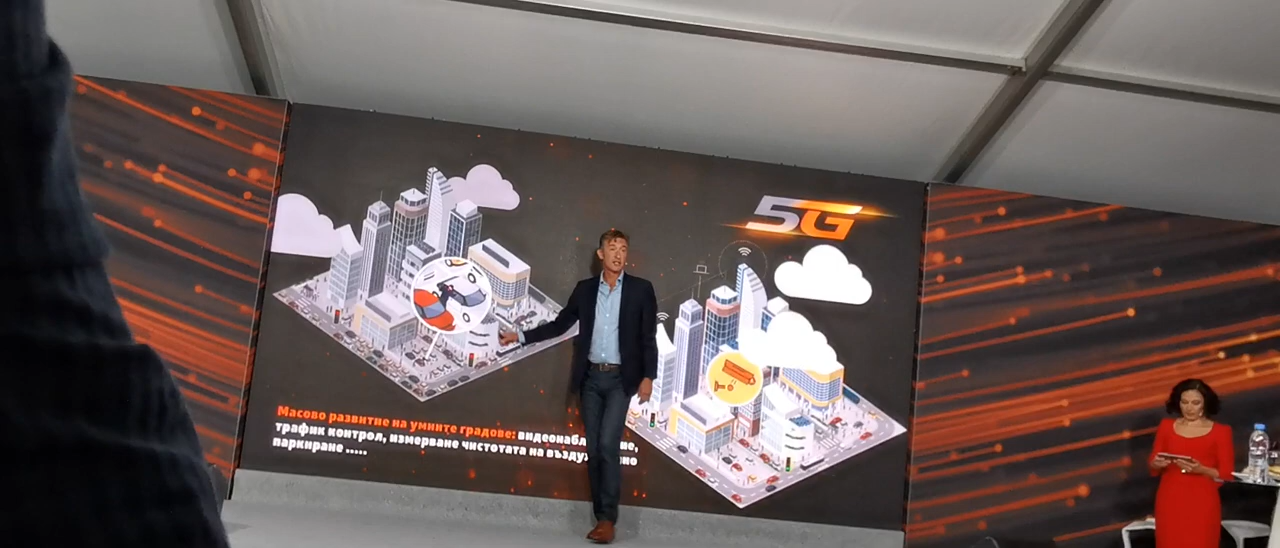 5G
Масово развитие на умните градове:
трафик контрол, измерване чистотата на
паркиране .....